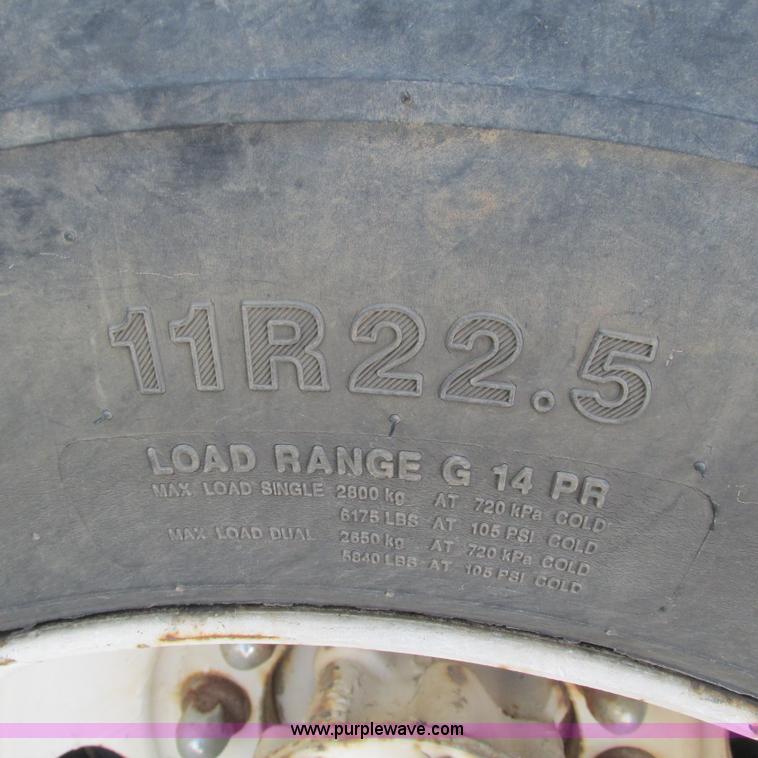 11R22.5
LOAD RANGE G 14 PR
MAX LOAD SINGLE 2800 kg AT 720 kPa COLD
6175 LBS AT 105 PSI COLD
MAX LOAD DUAL 2650 kg AT 720 kPa COLD
5840 LBS AT 105 PSI COLD
www.purplewave.com